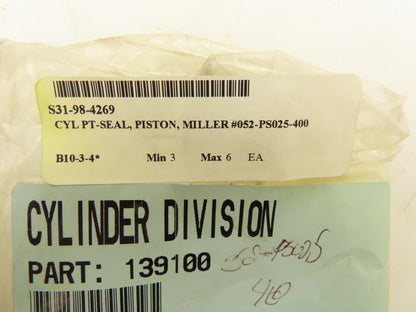 S31-98-4269
CYL PT-SEAL, PISTON, MILLER #052-PS025-400
B10-3-4* Min 3 Max 6 EA
CYLINDER DIVISION
PART: 139100